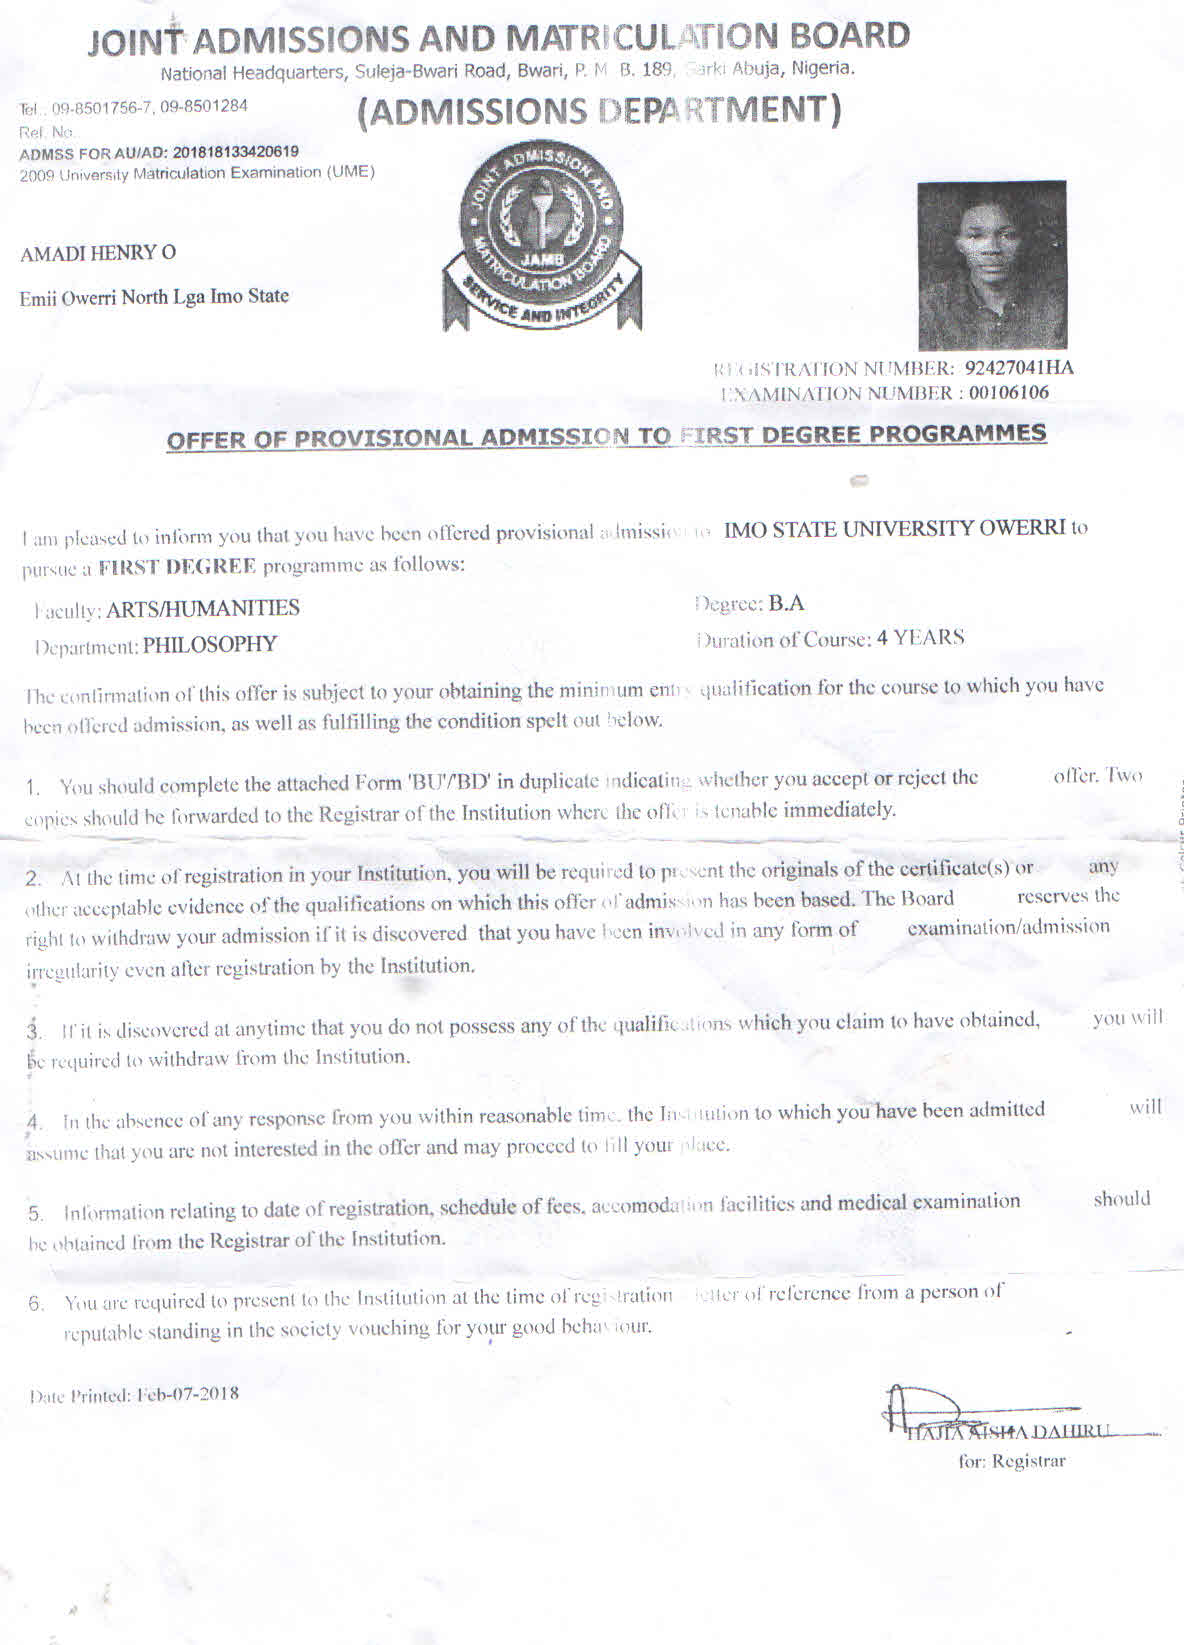 JOINT ADMISSIONS AND MATRICULATION BOARD
National Headquarters, Suleja-Bwari Road, Bwari, P. M B. 189, Garki Abuja, Nigeria.
Tel : 09-8501756-7, 09-8501284
(ADMISSIONS DEPARTMENT)
Ref. No
ADMSS FOR AU/AD: 201818133420619
2009 University Matriculation Examination (UME)
JOINT ADMISSION AND MATRICULATION BOARD
JAMB
SERVICE AND INTEGRITY
AMADI HENRY O
Emii Owerri North Lga Imo State
REGISTRATION NUMBER: 92427041HA
EXAMINATION NUMBER : 00106106
OFFER OF PROVISIONAL ADMISSION TO FIRST DEGREE PROGRAMMES
I am pleased to inform you that you have been offered provisional admission to IMO STATE UNIVERSITY OWERRI to
pursue a FIRST DEGREE programme as follows:
Faculty: ARTS/HUMANITIES Degree: B.A
Department: PHILOSOPHY Duration of Course: 4 YEARS
The confirmation of this offer is subject to your obtaining the minimum entry qualification for the course to which you have
been offered admission, as well as fulfilling the condition spelt out below.
1. You should complete the attached Form 'BU'/'BD' in duplicate indicating whether you accept or reject the offer. Two
copies should be forwarded to the Registrar of the Institution where the offer is tenable immediately.
2. At the time of registration in your Institution, you will be required to present the originals of the certificate(s) or any
other acceptable evidence of the qualifications on which this offer of admission has been based. The Board reserves the
right to withdraw your admission if it is discovered that you have been involved in any form of examination/admission
irregularity even after registration by the Institution.
3. If it is discovered at anytime that you do not possess any of the qualifications which you claim to have obtained, you will
be required to withdraw from the Institution.
4. In the absence of any response from you within reasonable time, the Institution to which you have been admitted will
assume that you are not interested in the offer and may proceed to fill your place.
5. Information relating to date of registration, schedule of fees, accomodation facilities and medical examination should
be obtained from the Registrar of the Institution.
6. You are required to present to the Institution at the time of registration letter of reference from a person of
reputable standing in the society vouching for your good behaviour.
Date Printed: Feb-07-2018
HAJIA AISHA DAHIRU
for: Registrar